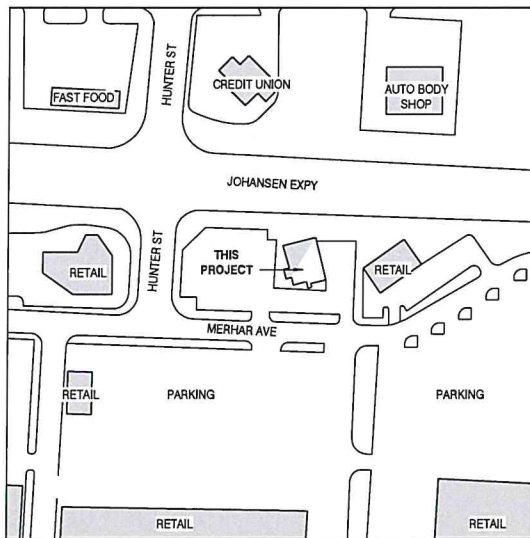 HUNTER ST
FAST FOOD
CREDIT UNION
AUTO BODY
SHOP
JOHANSEN EXPY
RETAIL
HUNTER ST
THIS
PROJECT
RETAIL
MERHAR AVE
RETAIL
PARKING
PARKING
RETAIL
RETAIL